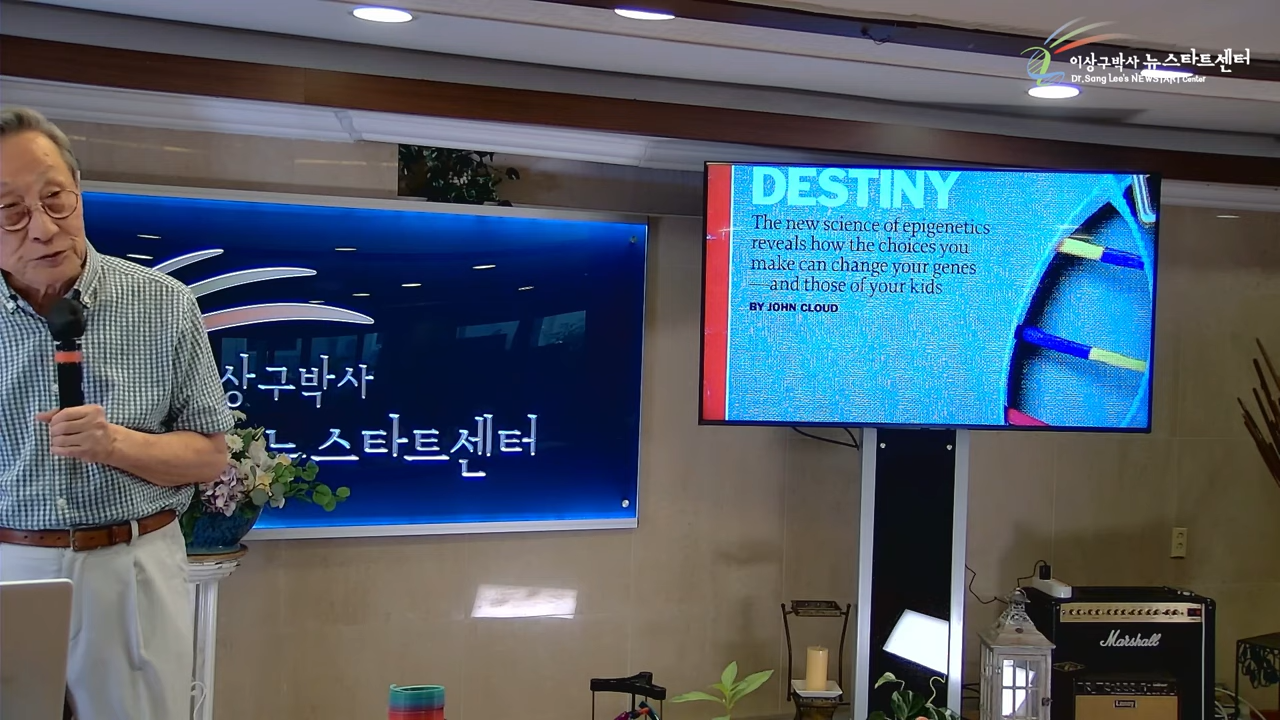 이상구박사 뉴스타트센터
Dr.Sang Lee's NEWSTART Center
DESTINY
The new science of epigenetics
reveals how the choices you
make can change your genes
—and those of your kids
BY JOHN CLOUD
상구박사
뉴스타트센터
Marshall
Laney